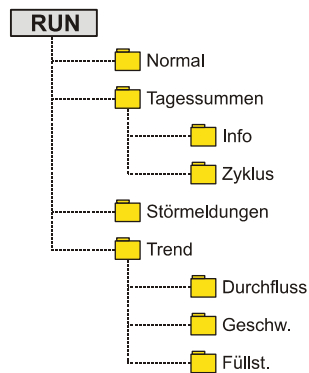 RUN
Normal
Tagessummen
Info
Zyklus
Störmeldungen
Trend
Durchfluss
Geschw.
Füllst.